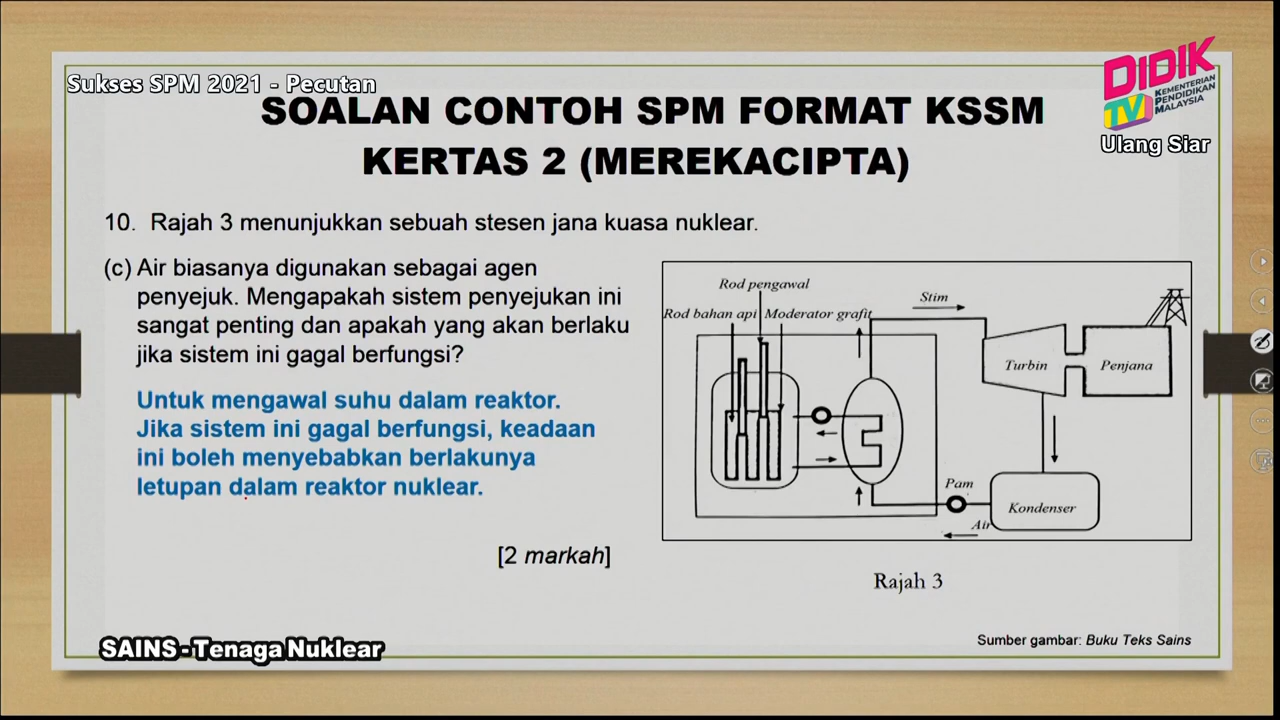 Sukses SPM 2021 - Pecutan
DIDIK
TV
KEMENTERIAN
PENDIDIKAN
MALAYSIA
Ulang Siar
SOALAN CONTOH SPM FORMAT KSSM
KERTAS 2 (MEREKACIPTA)
10. Rajah 3 menunjukkan sebuah stesen jana kuasa nuklear.
(c) Air biasanya digunakan sebagai agen
penyejuk. Mengapakah sistem penyejukan ini
sangat penting dan apakah yang akan berlaku
jika sistem ini gagal berfungsi?
Untuk mengawal suhu dalam reaktor.
Jika sistem ini gagal berfungsi, keadaan
ini boleh menyebabkan berlakunya
letupan dalam reaktor nuklear.
[2 markah]
Rod pengawal
Rod bahan api
Moderator grafit
Stim
Turbin
Penjana
Pam
Kondenser
Air
Rajah 3
Sumber gambar: Buku Teks Sains
SAINS - Tenaga Nuklear